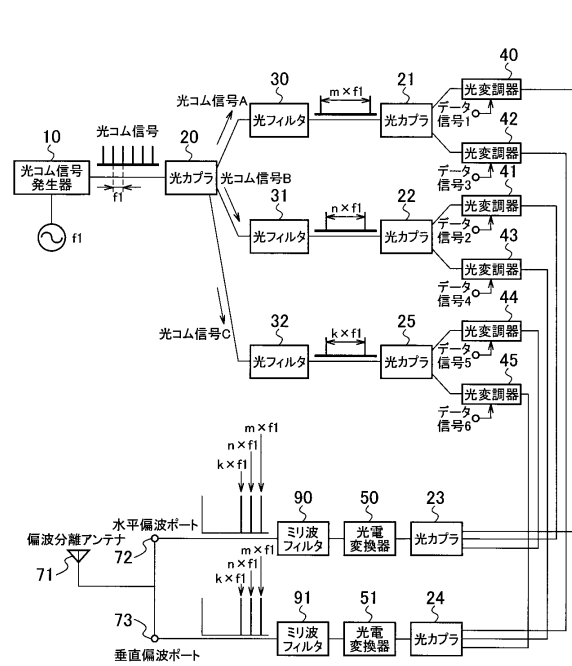 40
30
21
光変調器
光コム信号A
m×f1
データ
信号1
光フィルタ
光カプラ
42
10
光コム信号
20
光変調器
データ
信号3
41
光コム信号
発生器
光カプラ
光コム信号B
31
n×f1
22
光変調器
f1
データ
信号2
43
光フィルタ
光カプラ
f1
光変調器
データ
信号4
44
光コム信号C
32
k×f1
25
光変調器
データ
信号5
45
光フィルタ
光カプラ
光変調器
データ
信号6
m×f1
n×f1
k×f1
90
50
23
水平偏波ポート
偏波分離アンテナ
ミリ波
フィルタ
光電
変換器
光カプラ
72
71
m×f1
n×f1
k×f1
91
51
24
73
ミリ波
フィルタ
光電
変換器
光カプラ
垂直偏波ポート